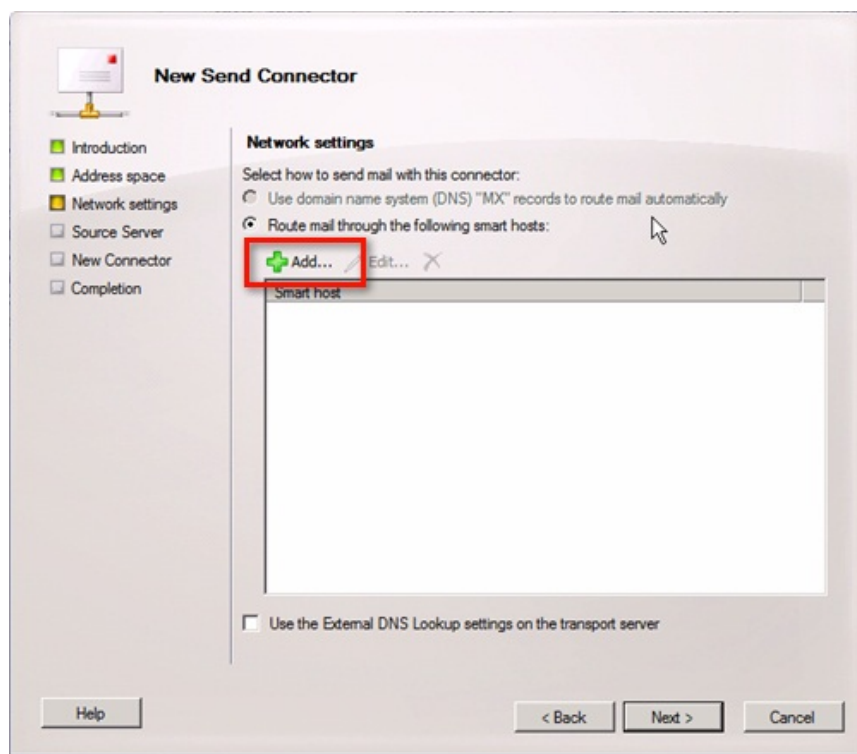 New Send Connector
Introduction
Address space
Network settings
Source Server
New Connector
Completion
Network settings
Select how to send mail with this connector:
Use domain name system (DNS) "MX" records to route mail automatically
Route mail through the following smart hosts:
Add... Edit...
Smart host
Use the External DNS Lookup settings on the transport server
Help < Back Next > Cancel